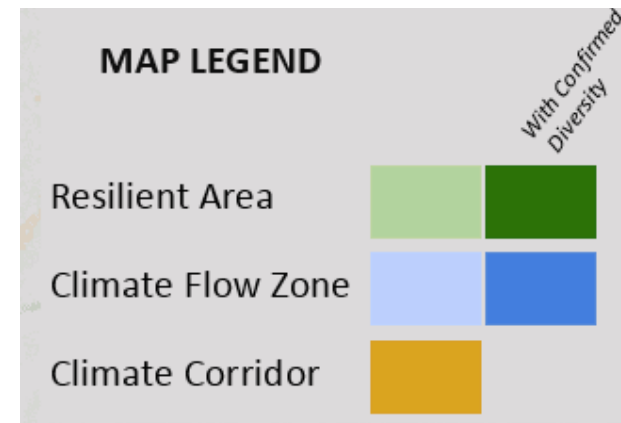 MAP LEGEND
With Confirmed
Diversity
Resilient Area
Climate Flow Zone
Climate Corridor